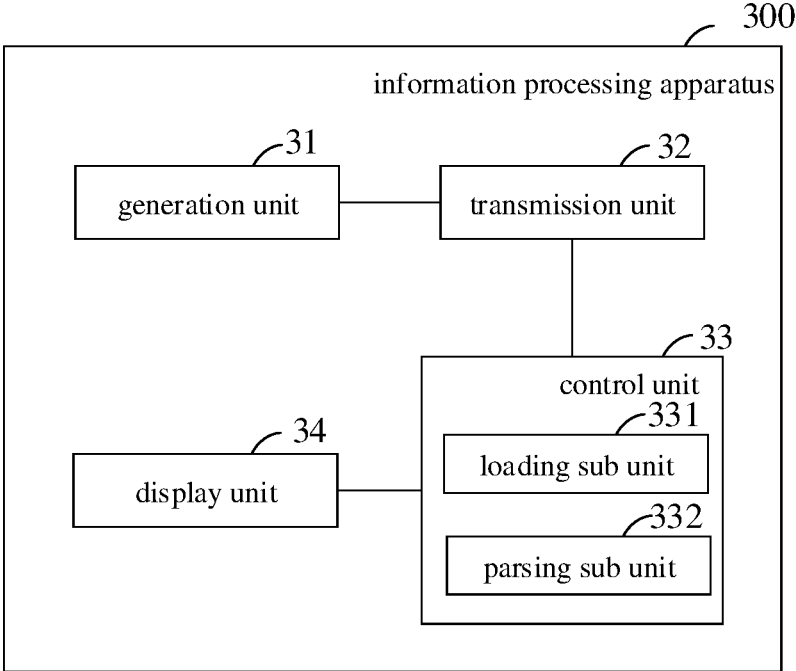 300
information processing apparatus
31
32
generation unit
transmission unit
33
control unit
331
34
loading sub unit
display unit
332
parsing sub unit